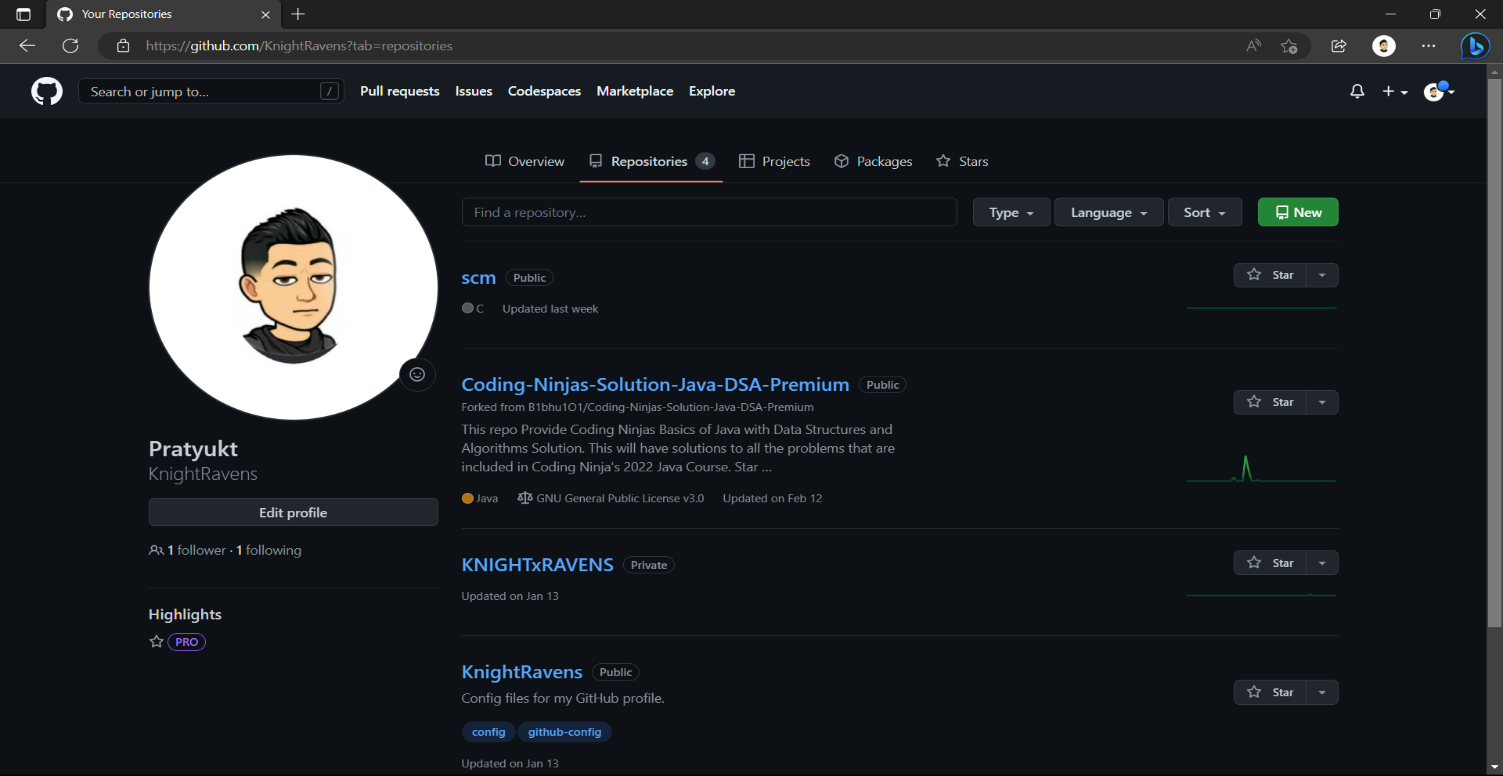 Your Repositories
https://github.com/KnightRavens?tab=repositories
Search or jump to... / Pull requests Issues Codespaces Marketplace Explore
Overview Repositories 4 Projects Packages Stars
Find a repository... Type Language Sort New
scm Public Star
C Updated last week
Coding-Ninjas-Solution-Java-DSA-Premium Public
Forked from B1bhu1O1/Coding-Ninjas-Solution-Java-DSA-Premium Star
This repo Provide Coding Ninjas Basics of Java with Data Structures and
Algorithms Solution. This will have solutions to all the problems that are
included in Coding Ninja's 2022 Java Course. Star ...
Java GNU General Public License v3.0 Updated on Feb 12
KNIGHTxRAVENS Private Star
Updated on Jan 13
KnightRavens Public
Config files for my GitHub profile. Star
config github-config
Updated on Jan 13
Pratyukt
KnightRavens
Edit profile
1 follower · 1 following
Highlights
PRO